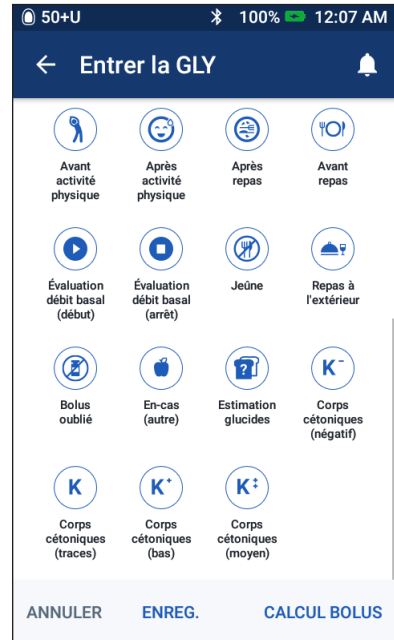 50+U 100% 12:07 AM
Entrer la GLY
Avant
activité
physique
Après
activité
physique
Après
repas
Avant
repas
Évaluation
débit basal
(début)
Évaluation
débit basal
(arrêt)
Jeûne
Repas à
l'extérieur
Bolus
oublié
En-cas
(autre)
?
Estimation
glucides
K-
Corps
cétoniques
(négatif)
K
Corps
cétoniques
(traces)
K+
Corps
cétoniques
(bas)
K‡
Corps
cétoniques
(moyen)
ANNULER ENREG. CALCUL BOLUS